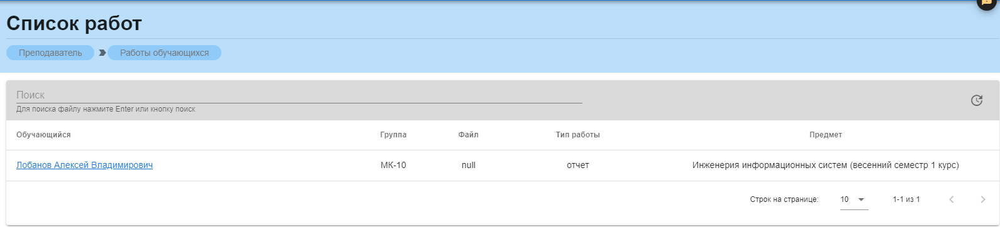 Список работ
Преподаватель Работы обучающихся
Поиск
Для поиска файлу нажмите Enter или кнопку поиск
Обучающийся Группа Файл Тип работы Предмет
Лобанов Алексей Владимирович МК-10 null отчет Инженерия информационных систем (весенний семестр 1 курс)
Строк на странице: 10 1-1 из 1